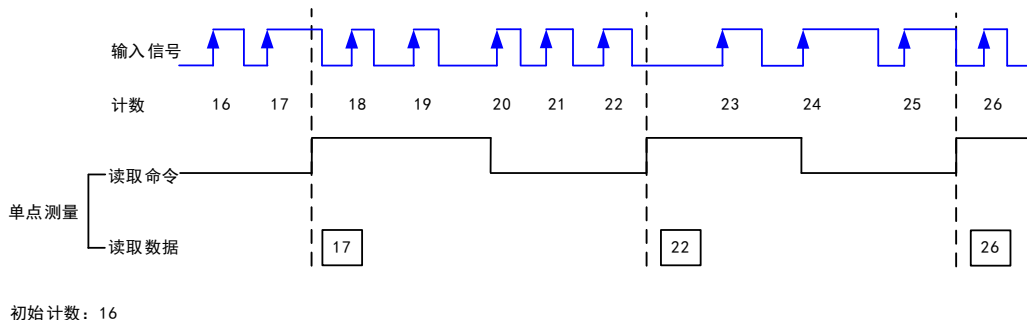 输入信号
计数 16 17 18 19 20 21 22 23 24 25 26
读取命令
单点测量
读取数据 17 22 26
初始计数：16